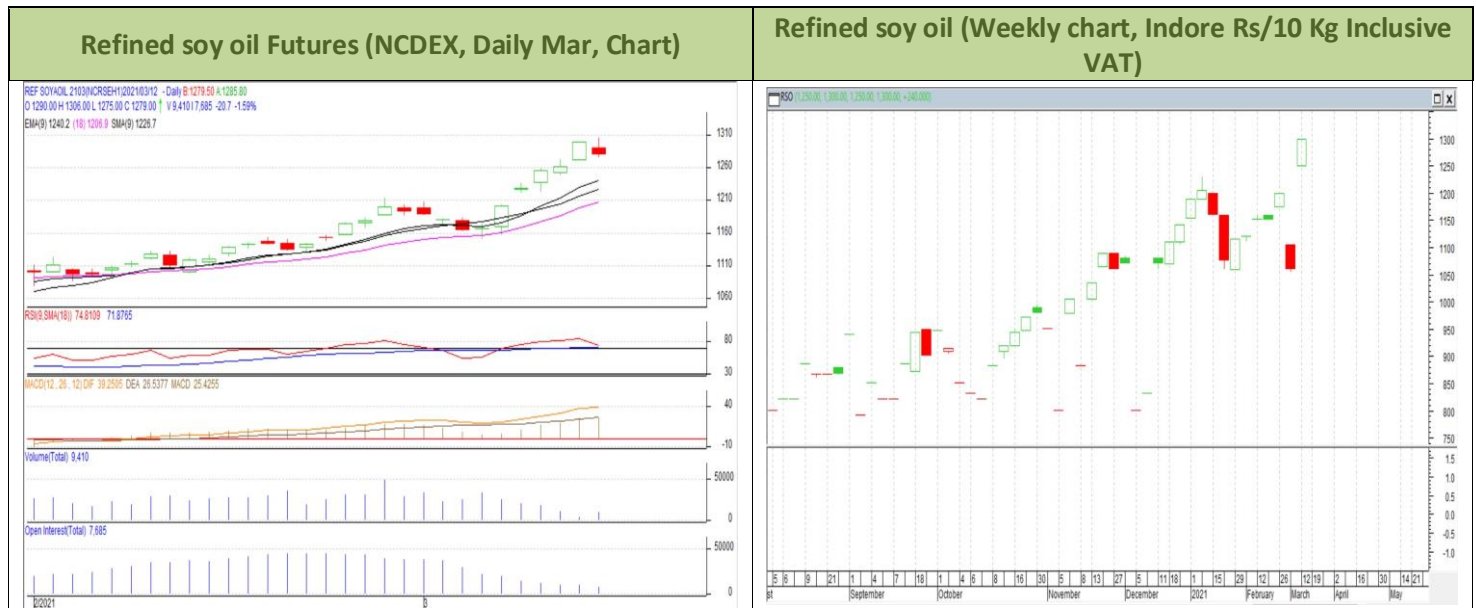 Refined soy oil Futures (NCDEX, Daily Mar, Chart)
REF SOYAOIL 2103(NCRSEH1)2021/03/12 - Daily B:1279.50 A:1285.80
O 1290.00 H 1306.00 L 1275.00 C 1279.00 ↑ V 9,410 I 7,685 -20.7 -1.59%
EMA(9) 1240.2 (18) 1206.9 SMA(9) 1226.7
1310
1260
1210
1160
1110
1060
RSI(9,SMA(18)) 74.8109 71.8765
80
30
MACD(12 , 26 , 12) DIF 39.2505 DEA 26.5377 MACD 25.4255
40
-10
Volume(Total) 9,410
50000
0
Open Interest(Total) 7,685
50000
0
2/2021 3
Refined soy oil (Weekly chart, Indore Rs/10 Kg Inclusive
VAT)
RSO (1,250.00, 1,300.00, 1,250.00, 1,300.00, +240.000)
1300
1250
1200
1150
1100
1050
1000
950
900
850
800
750
1.5
1.0
0.5
0.0
-0.5
-1.0
5 6 9 21 1 4 7 18 1 4 6 8 16 30 5 8 13 27 5 11 18 1 15 29 12 26 12 19 2 16 30 14 21
st September October November December 2021 February March April May